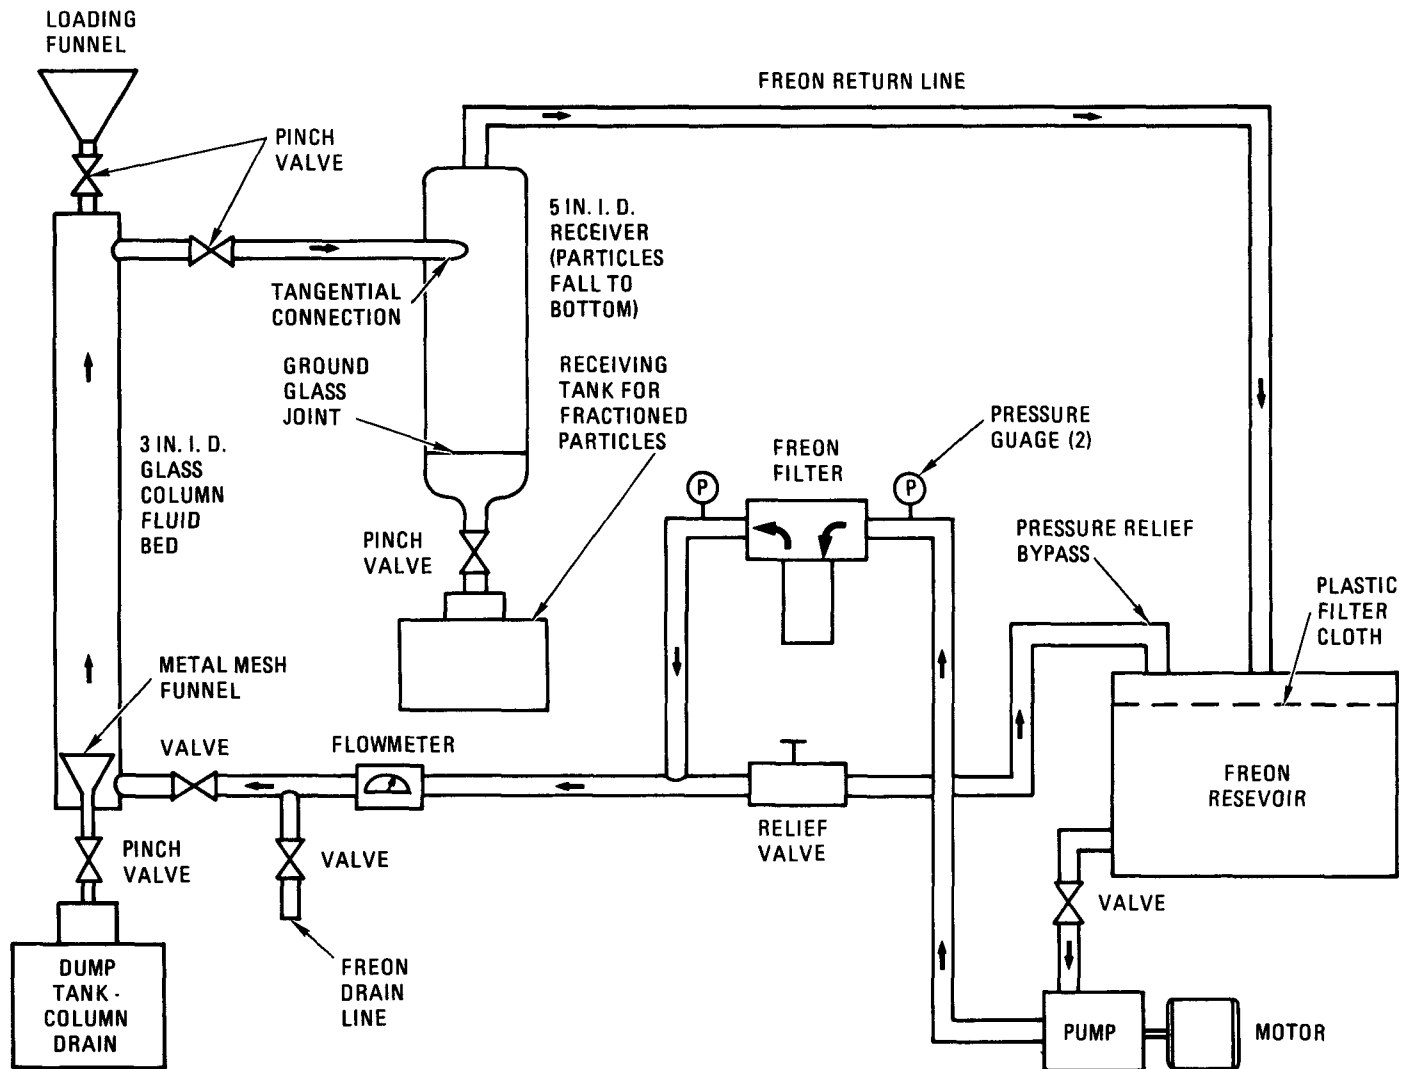 LOADING
FUNNEL
FREON RETURN LINE
PINCH
VALVE
5 IN. I. D.
RECEIVER
(PARTICLES
FALL TO
BOTTOM)
TANGENTIAL
CONNECTION
GROUND
GLASS
JOINT
RECEIVING
TANK FOR
FRACTIONED
PARTICLES
PRESSURE
GUAGE (2)
3 IN. I. D.
GLASS
COLUMN
FLUID
BED
FREON
FILTER
P
P
PINCH
VALVE
PRESSURE RELIEF
BYPASS
PLASTIC
FILTER
CLOTH
METAL MESH
FUNNEL
VALVE
FLOWMETER
FREON
RESEVOIR
RELIEF
VALVE
PINCH
VALVE
VALVE
VALVE
DUMP
TANK -
COLUMN
DRAIN
FREON
DRAIN
LINE
PUMP
MOTOR